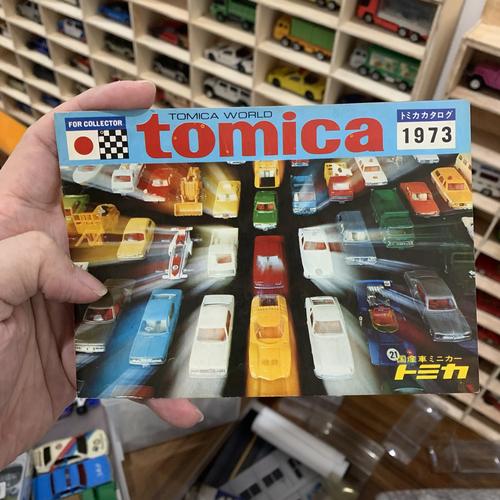 FOR COLLECTOR
TOMICA WORLD
tomica
トミカカタログ
1973
国産車ミニカー
トミカ